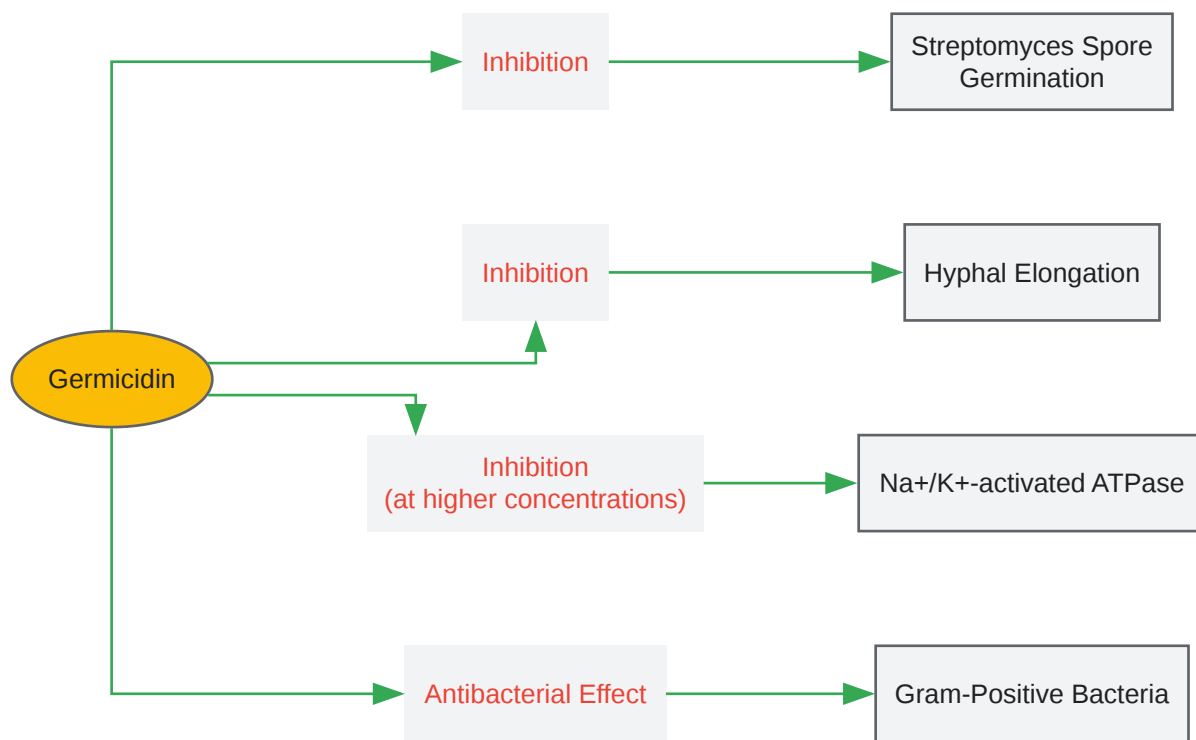 Inhibition
Streptomyces Spore
Germination
Inhibition
Hyphal Elongation
Germicidin
Inhibition
(at higher concentrations)
Na+/K+-activated ATPase
Antibacterial Effect
Gram-Positive Bacteria